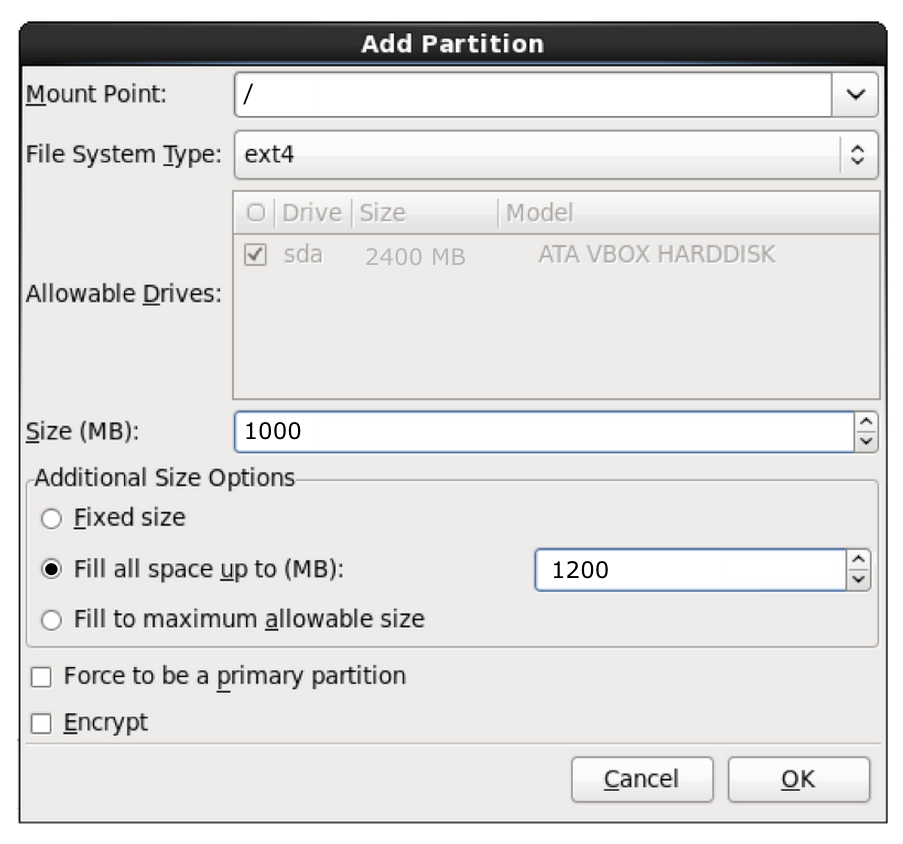 Add Partition
Mount Point: /
File System Type: ext4
Drive Size Model
sda 2400 MB ATA VBOX HARDDISK
Allowable Drives:
Size (MB): 1000
Additional Size Options
Fixed size
Fill all space up to (MB): 1200
Fill to maximum allowable size
Force to be a primary partition
Encrypt
Cancel OK